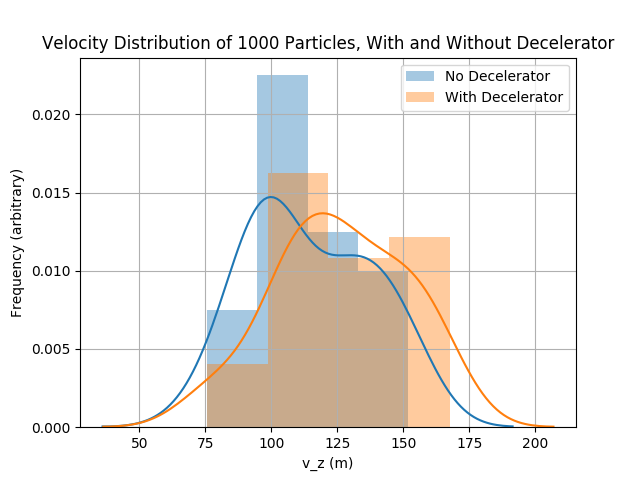 Velocity Distribution of 1000 Particles, With and Without Decelerator
No Decelerator
With Decelerator
Frequency (arbitrary)
0.020
0.015
0.010
0.005
0.000
50 75 100 125 150 175 200
v_z (m)